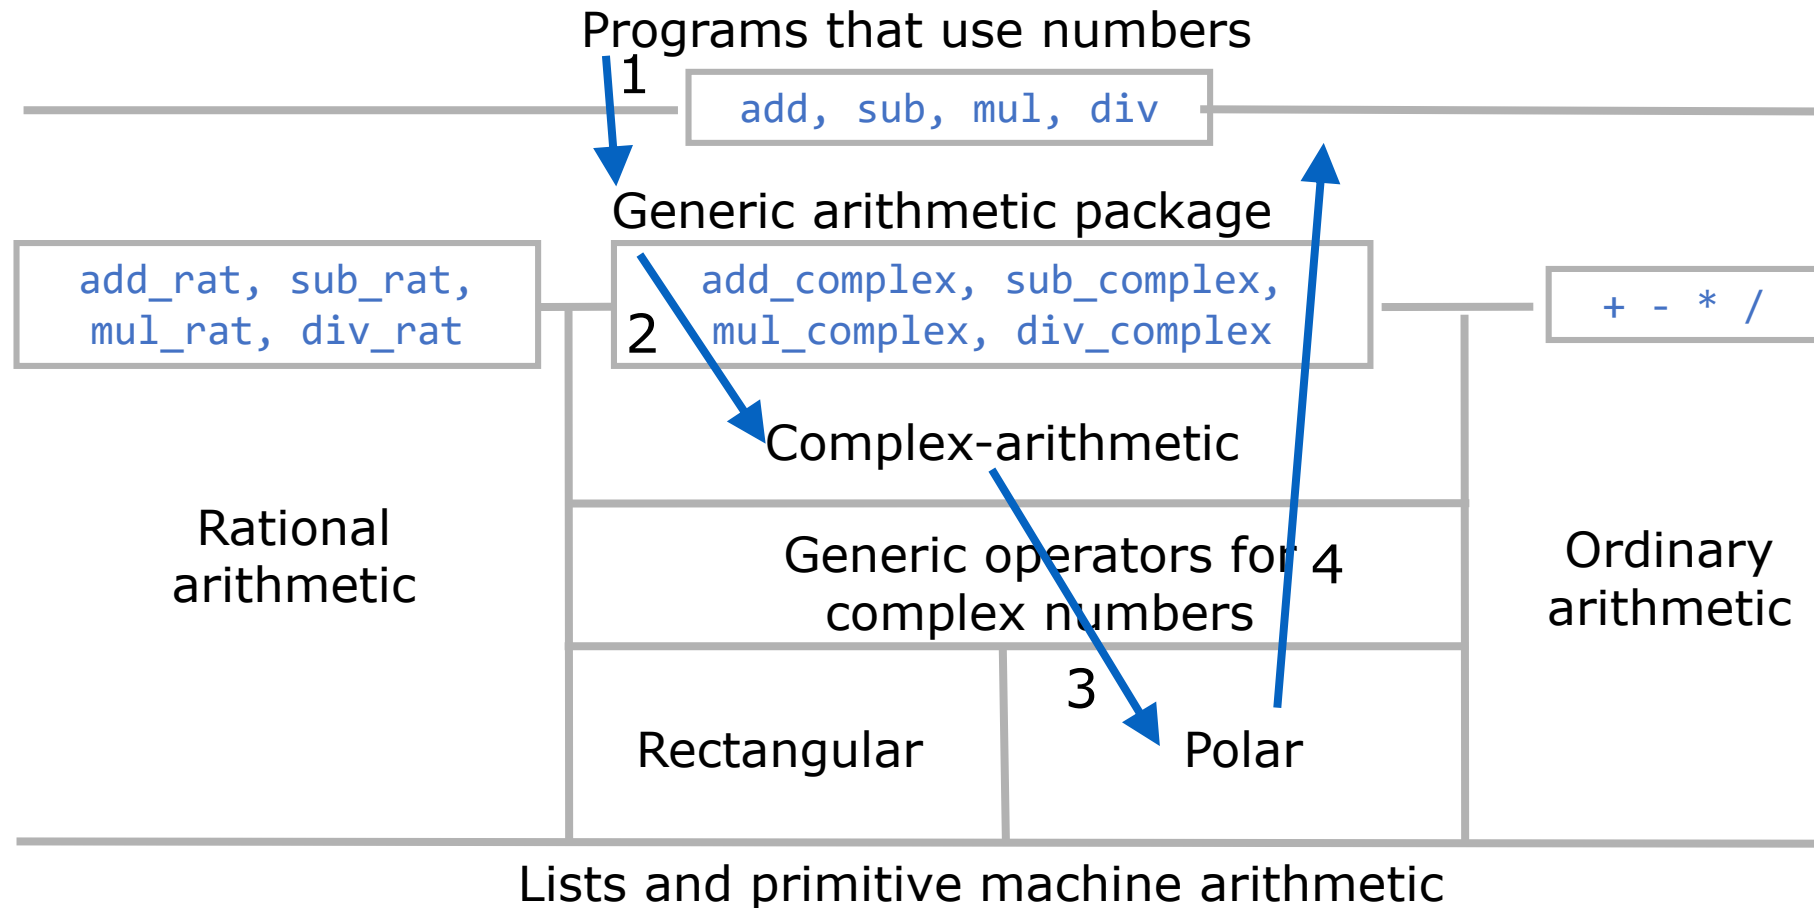 Programs that use numbers
1
add, sub, mul, div
Generic arithmetic package
add_rat, sub_rat,
mul_rat, div_rat
add_complex, sub_complex,
mul_complex, div_complex
+ - * /
2
Complex-arithmetic
Rational
arithmetic
Generic operators for
complex numbers
4
Ordinary
arithmetic
3
Rectangular
Polar
Lists and primitive machine arithmetic